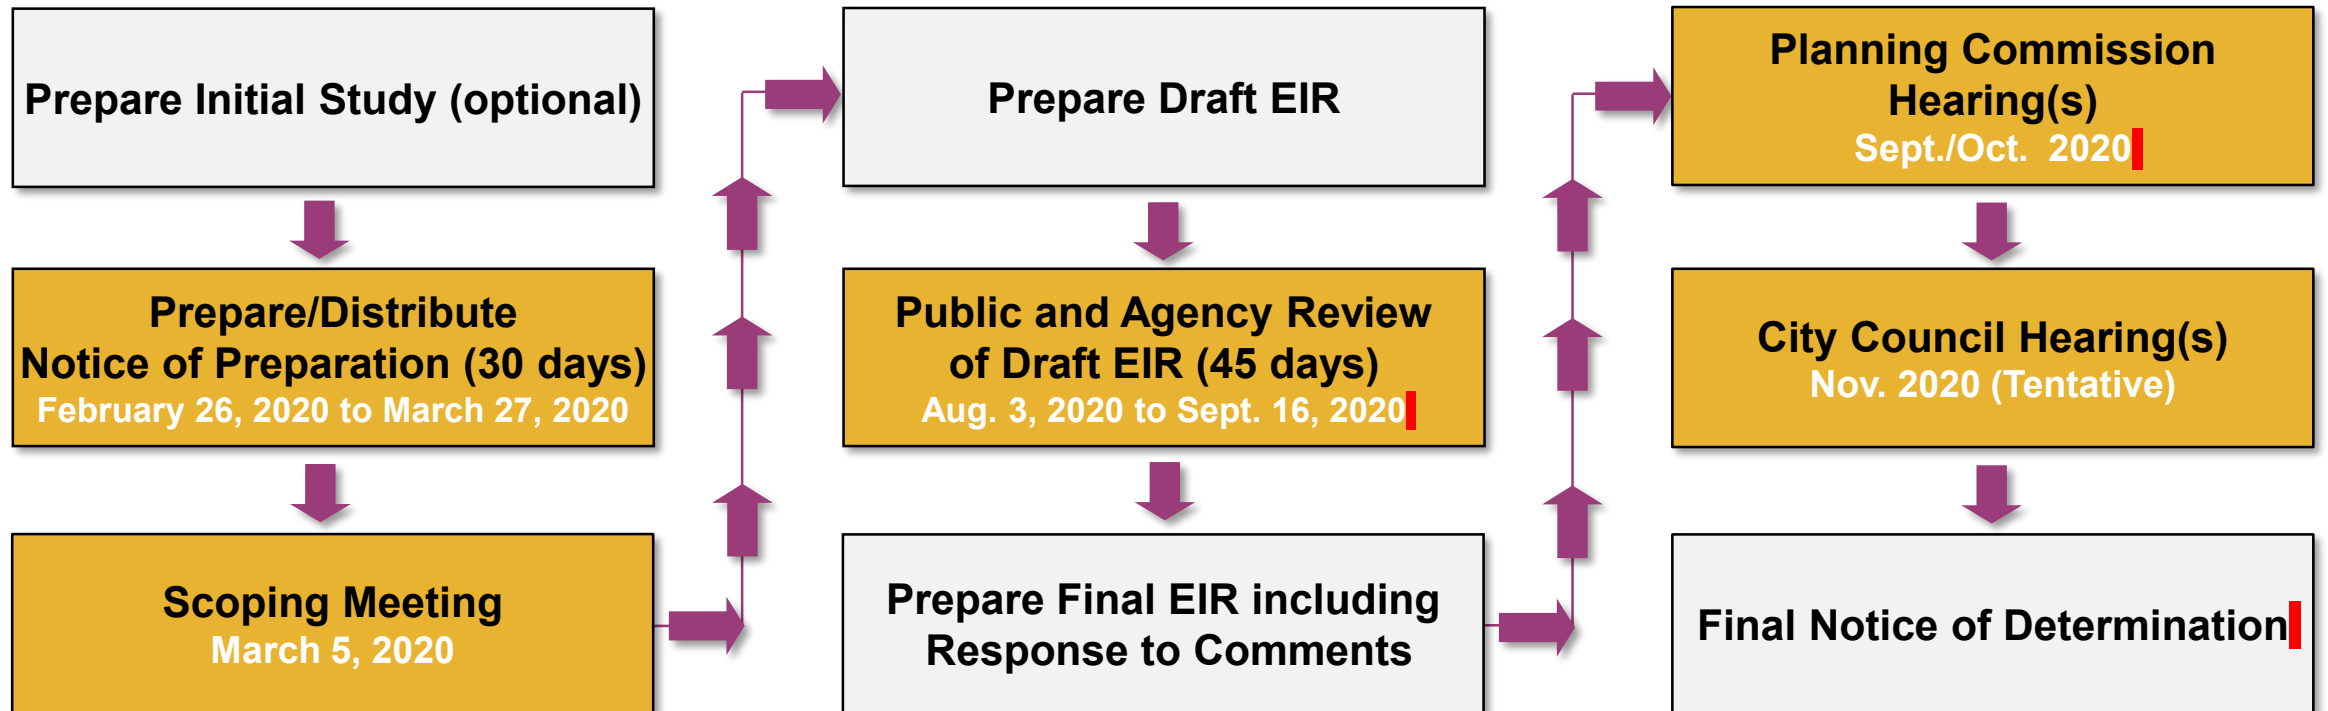 Prepare Initial Study (optional)
Prepare/Distribute
Notice of Preparation (30 days)
February 26, 2020 to March 27, 2020
Scoping Meeting
March 5, 2020
Prepare Draft EIR
Public and Agency Review
of Draft EIR (45 days)
Aug. 3, 2020 to Sept. 16, 2020
Prepare Final EIR including
Response to Comments
Planning Commission
Hearing(s)
Sept./Oct.  2020
City Council Hearing(s)
Nov. 2020 (Tentative)
Final Notice of Determination